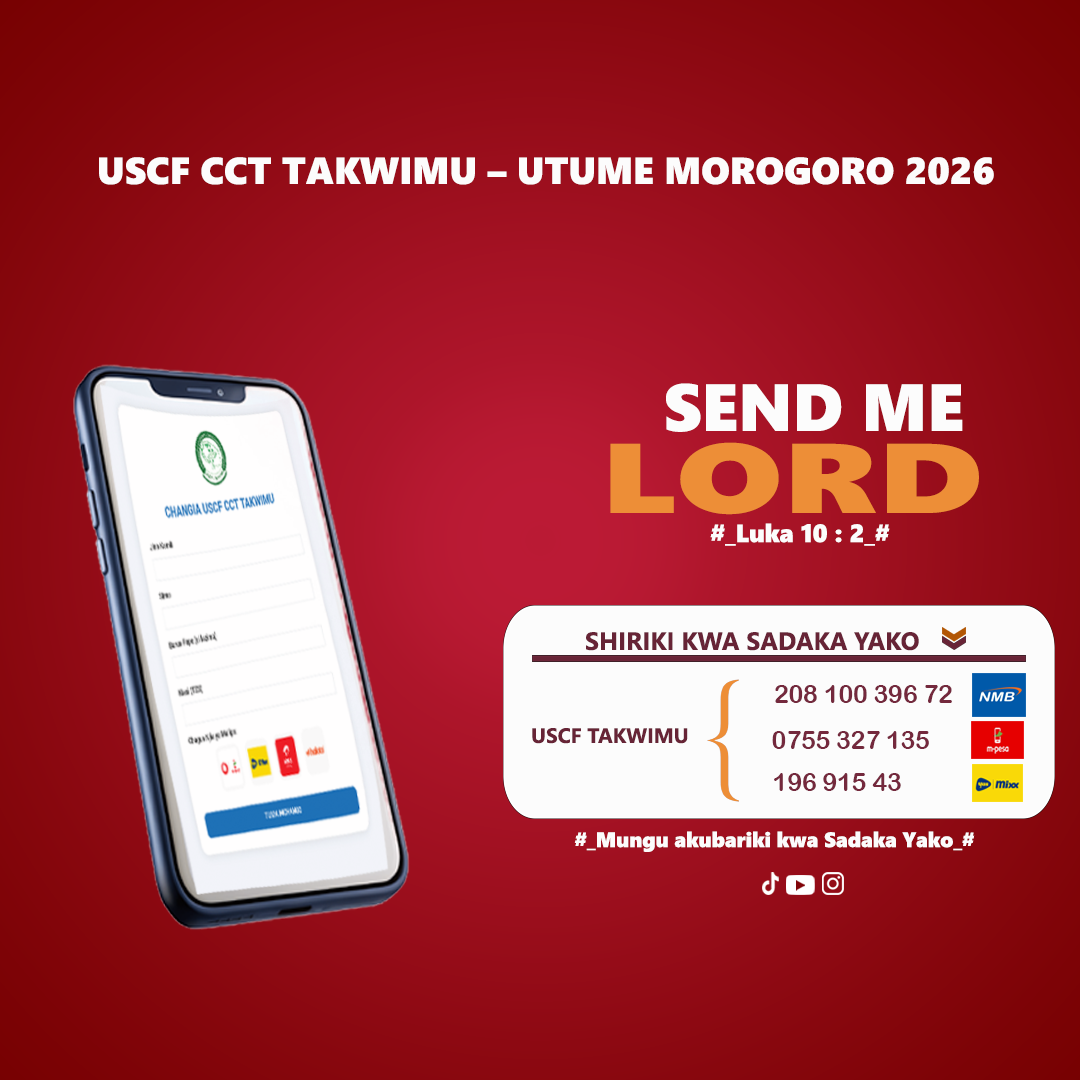 USCF CCT TAKWIMU – UTUME MOROGORO 2026
SEND ME
LORD
#_Luka 10 : 2_#
CHANGIA USCF CCT TAKWIMU
SHIRIKI KWA SADAKA YAKO
USCF TAKWIMU
208 100 396 72
NMB
0755 327 135
m-pesa
196 915 43
Mixx
#_Mungu akubariki kwa Sadaka Yako_#